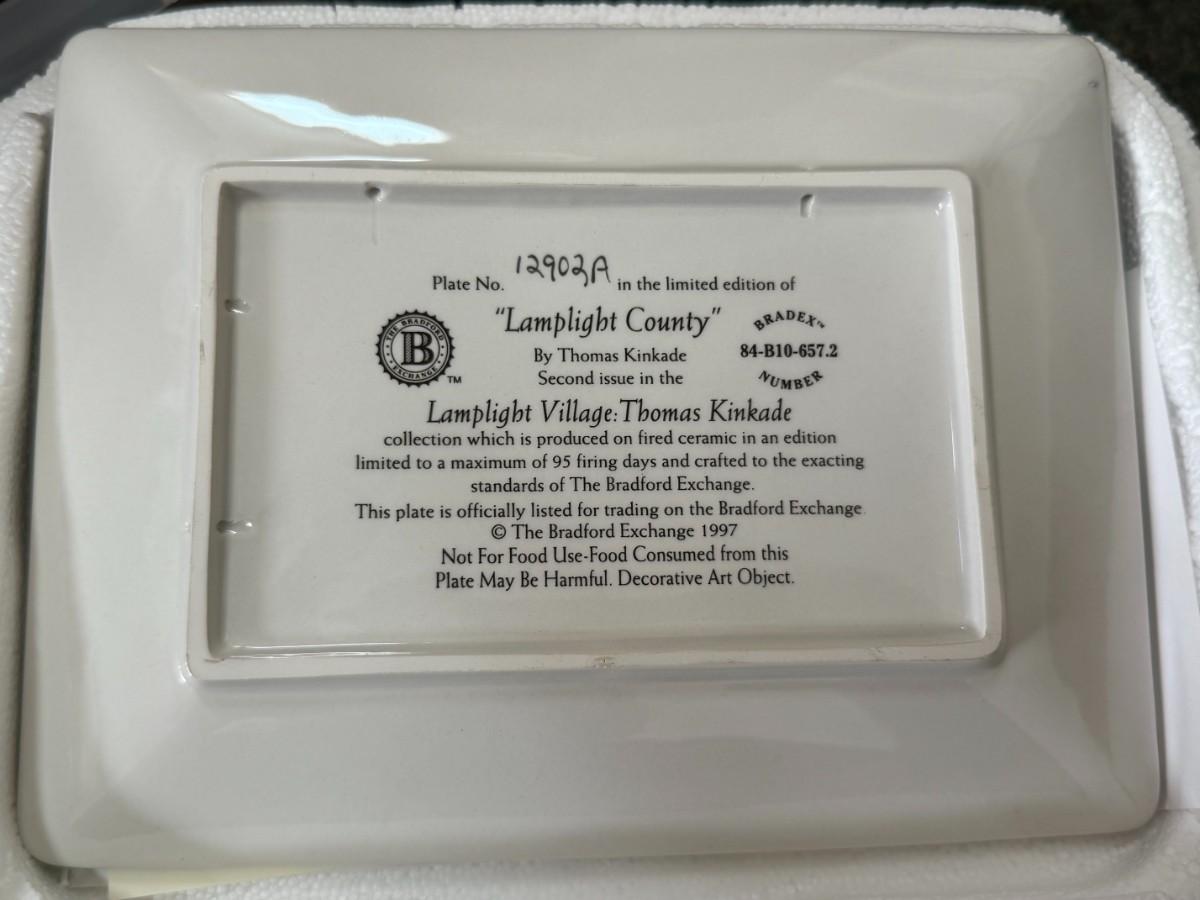 Plate No. 12902A in the limited edition of
"Lamplight County"
By Thomas Kinkade
Second issue in the
THE BRADFORD EXCHANGE
B
TM
BRADEX™
84-B10-657.2
NUMBER
Lamplight Village: Thomas Kinkade
collection which is produced on fired ceramic in an edition
limited to a maximum of 95 firing days and crafted to the exacting
standards of The Bradford Exchange.
This plate is officially listed for trading on the Bradford Exchange.
© The Bradford Exchange 1997
Not For Food Use-Food Consumed from this
Plate May Be Harmful. Decorative Art Object.